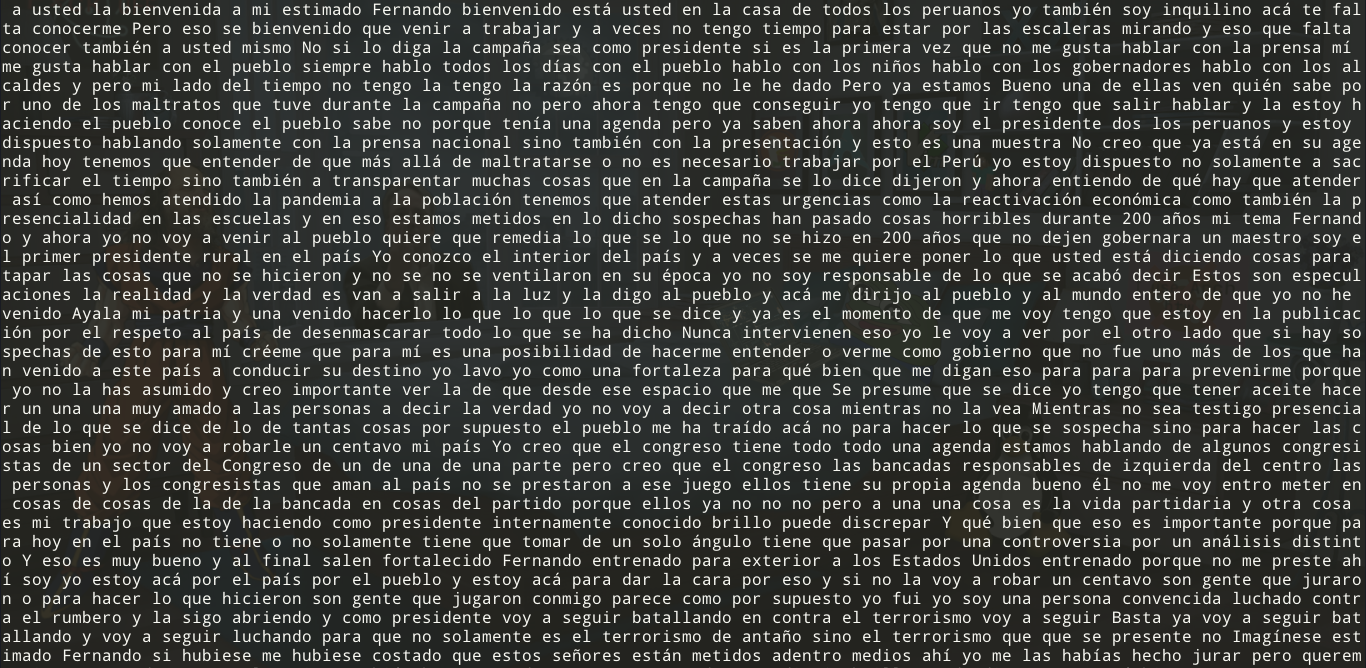 a usted la bienvenida a mi estimado Fernando bienvenido está usted en la casa de todos los peruanos yo también soy inquilino acá te fal
ta conocerme Pero eso se bienvenido que venir a trabajar y a veces no tengo tiempo para estar por las escaleras mirando y eso que falta
conocer también a usted mismo No si lo diga la campaña sea como presidente si es la primera vez que no me gusta hablar con la prensa mí
me gusta hablar con el pueblo siempre hablo todos los días con el pueblo hablo con los niños hablo con los gobernadores hablo con los al
caldes y pero mi lado del tiempo no tengo la tengo la razón es porque no le he dado Pero ya estamos Bueno una de ellas ven quién sabe po
r uno de los maltratos que tuve durante la campaña no pero ahora tengo que conseguir yo tengo que ir tengo que salir hablar y la estoy h
aciendo el pueblo conoce el pueblo sabe no porque tenía una agenda pero ya saben ahora ahora soy el presidente dos los peruanos y estoy
dispuesto hablando solamente con la prensa nacional sino también con la presentación y esto es una muestra No creo que ya está en su age
nda hoy tenemos que entender de que más allá de maltratarse o no es necesario trabajar por el Perú yo estoy dispuesto no solamente a sac
rificar el tiempo sino también a transparentar muchas cosas que en la campaña se lo dice dijeron y ahora entiendo de qué hay que atender
así como hemos atendido la pandemia a la población tenemos que atender estas urgencias como la reactivación económica como también la p
resencialidad en las escuelas y en eso estamos metidos en lo dicho sospechas han pasado cosas horribles durante 200 años mi tema Fernand
o y ahora yo no voy a venir al pueblo quiere que remedia lo que se lo que no se hizo en 200 años que no dejen gobernara un maestro soy e
l primer presidente rural en el país Yo conozco el interior del país y a veces se me quiere poner lo que usted está diciendo cosas para
tapar las cosas que no se hicieron y no se no se ventilaron en su época yo no soy responsable de lo que se acabó decir Estos son especul
aciones la realidad y la verdad es van a salir a la luz y la digo al pueblo y acá me dirijo al pueblo y al mundo entero de que yo no he
venido Ayala mi patria y una venido hacerlo lo que lo que lo que se dice y ya es el momento de que me voy tengo que estoy en la publicac
ión por el respeto al país de desenmascarar todo lo que se ha dicho Nunca intervienen eso yo le voy a ver por el otro lado que si hay so
spechas de esto para mí créeme que para mí es una posibilidad de hacerme entender o verme como gobierno que no fue uno más de los que ha
n venido a este país a conducir su destino yo lavo yo como una fortaleza para qué bien que me digan eso para para para prevenirme porque
yo no la has asumido y creo importante ver la de que desde ese espacio que me que Se presume que se dice yo tengo que tener aceite hace
r un una una muy amado a las personas a decir la verdad yo no voy a decir otra cosa mientras no la vea Mientras no sea testigo presencia
l de lo que se dice de lo de tantas cosas por supuesto el pueblo me ha traído acá no para hacer lo que se sospecha sino para hacer las c
osas bien yo no voy a robarle un centavo mi país Yo creo que el congreso tiene todo todo una agenda estamos hablando de algunos congresi
stas de un sector del Congreso de un de una de una parte pero creo que el congreso las bancadas responsables de izquierda del centro las
personas y los congresistas que aman al país no se prestaron a ese juego ellos tiene su propia agenda bueno él no me voy entro meter en
cosas de cosas de la de la bancada en cosas del partido porque ellos ya no no no pero a una una cosa es la vida partidaria y otra cosa
es mi trabajo que estoy haciendo como presidente internamente conocido brillo puede discrepar Y qué bien que eso es importante porque pa
ra hoy en el país no tiene o no solamente tiene que tomar de un solo ángulo tiene que pasar por una controversia por un análisis distint
o Y eso es muy bueno y al final salen fortalecido Fernando entrenado para exterior a los Estados Unidos entrenado porque no me preste ah
í soy yo estoy acá por el país por el pueblo y estoy acá para dar la cara por eso y si no la voy a robar un centavo son gente que juraro
n o para hacer lo que hicieron son gente que jugaron conmigo parece como por supuesto yo fui yo soy una persona convencida luchado contr
a el rumbero y la sigo abriendo y como presidente voy a seguir batallando en contra el terrorismo voy a seguir Basta ya voy a seguir bat
allando y voy a seguir luchando para que no solamente es el terrorismo de antaño sino el terrorismo que que se presente no Imagínese est
imado Fernando si hubiese me hubiese costado que estos señores están metidos adentro medios ahí yo me las habías hecho jurar pero querem